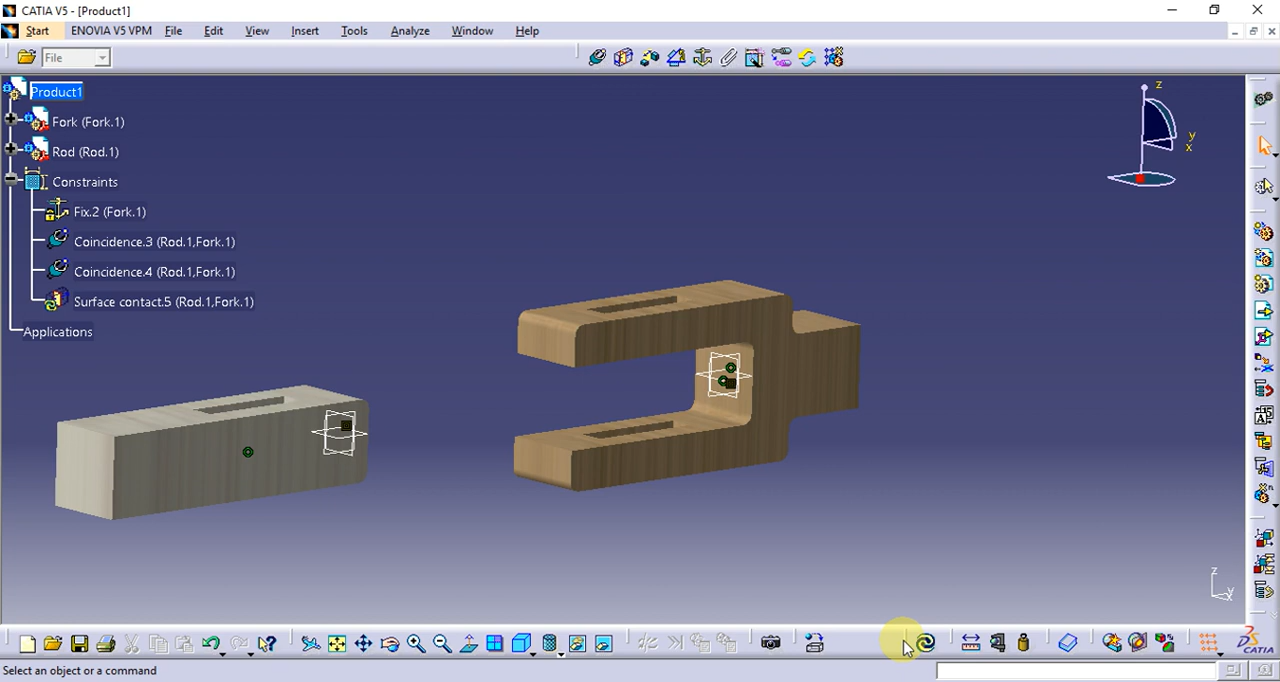 CATIA V5 - [Product1]
Start ENOVIA V5 VPM File Edit View Insert Tools Analyze Window Help
File
Product1
Fork (Fork.1)
Rod (Rod.1)
Constraints
Fix.2 (Fork.1)
Coincidence.3 (Rod.1,Fork.1)
Coincidence.4 (Rod.1,Fork.1)
Surface contact.5 (Rod.1,Fork.1)
Applications
z
y
x
z
y
x
CATIA
Select an object or a command